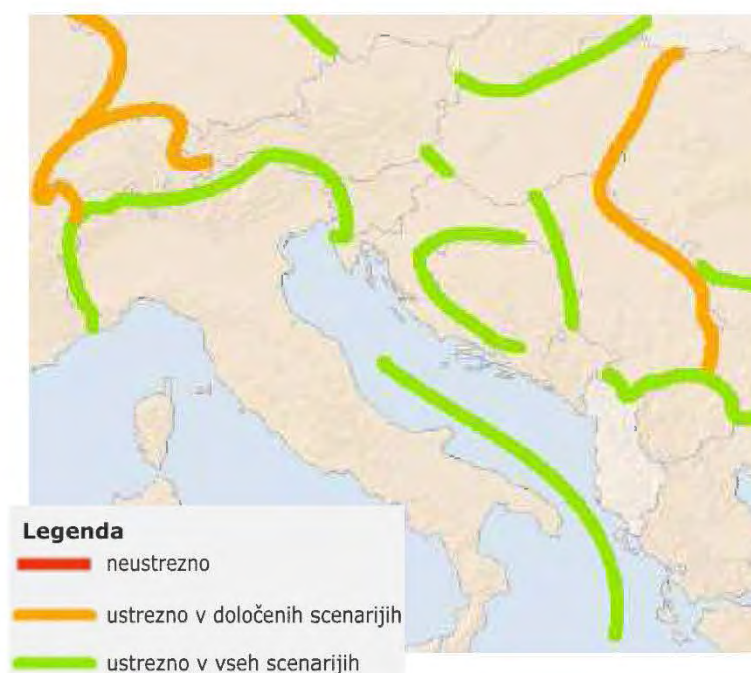 Legenda
neustrezno
ustrezno v določenih scenarijih
ustrezno v vseh scenarijih